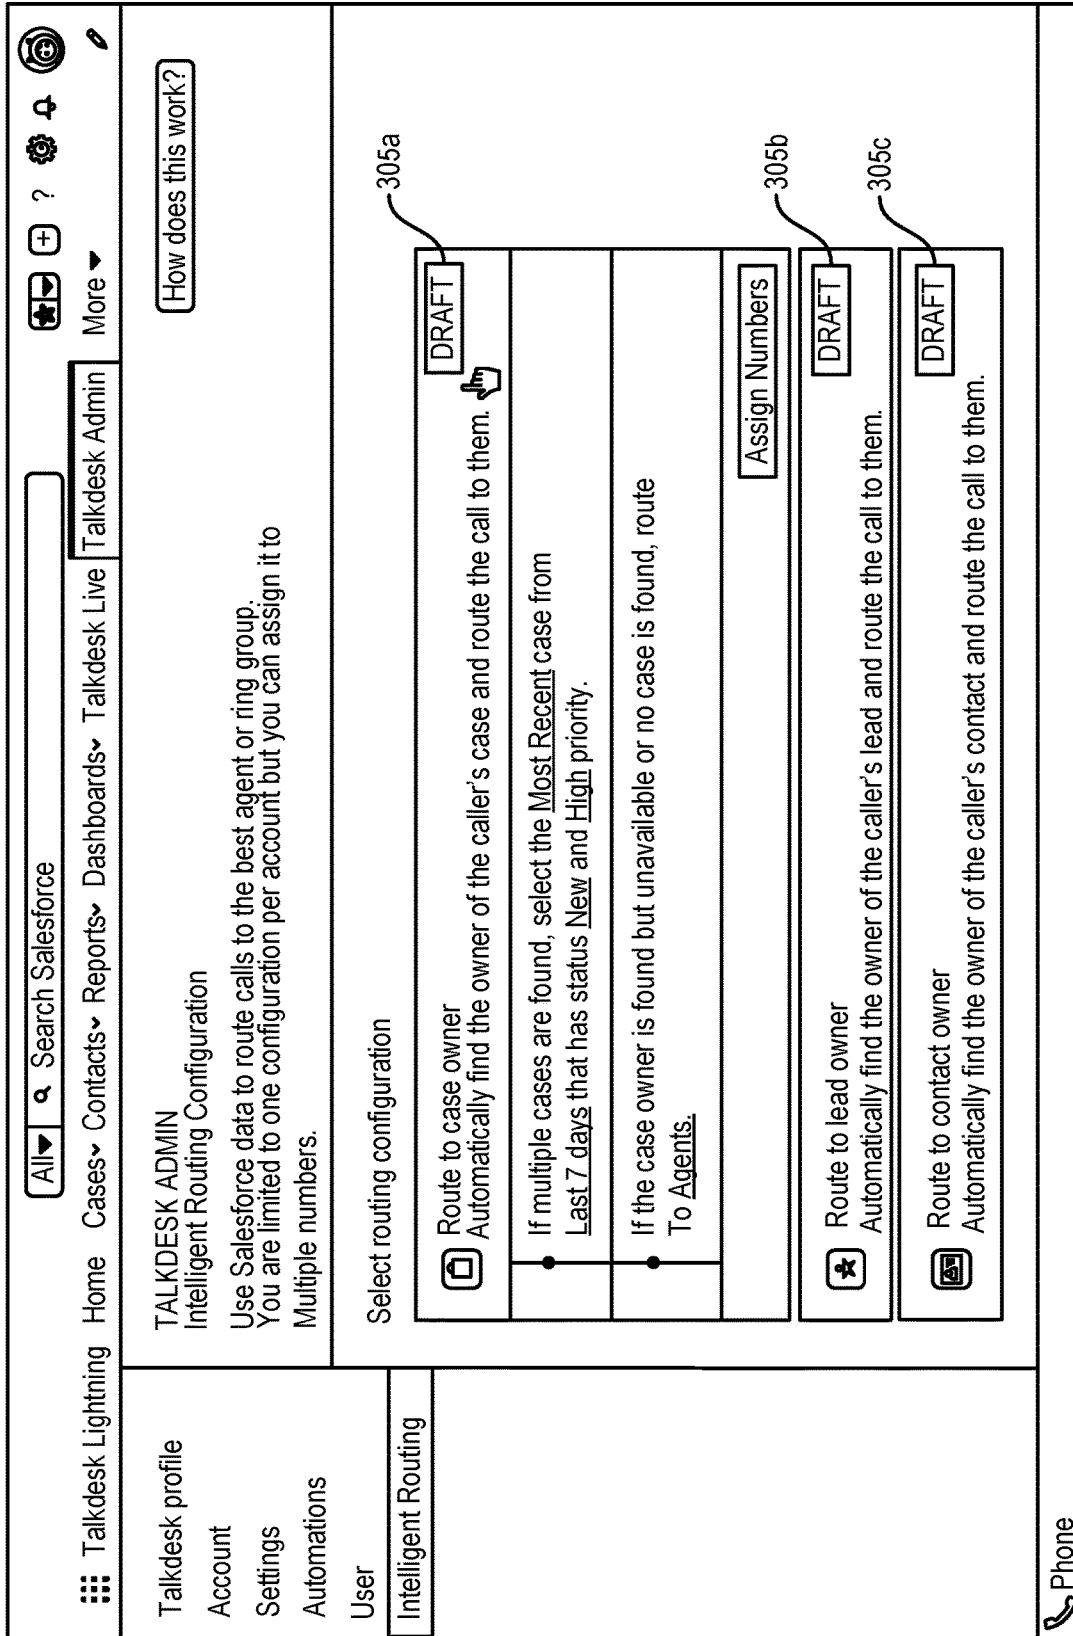 All Search Salesforce
?
Talkdesk Lightning Home Cases Contacts Reports Dashboards Talkdesk Live Talkdesk Admin More
Talkdesk profile
Account
Settings
Automations
User
Intelligent Routing
TALKDESK ADMIN
Intelligent Routing Configuration
How does this work?
Use Salesforce data to route calls to the best agent or ring group.
You are limited to one configuration per account but you can assign it to
Multiple numbers.
Select routing configuration
Route to case owner
Automatically find the owner of the caller's case and route the call to them.
DRAFT
305a
If multiple cases are found, select the Most Recent case from
Last 7 days that has status New and High priority.
If the case owner is found but unavailable or no case is found, route
To Agents.
Assign Numbers
Route to lead owner
Automatically find the owner of the caller's lead and route the call to them.
DRAFT
305b
Route to contact owner
Automatically find the owner of the caller's contact and route the call to them.
DRAFT
305c
Phone